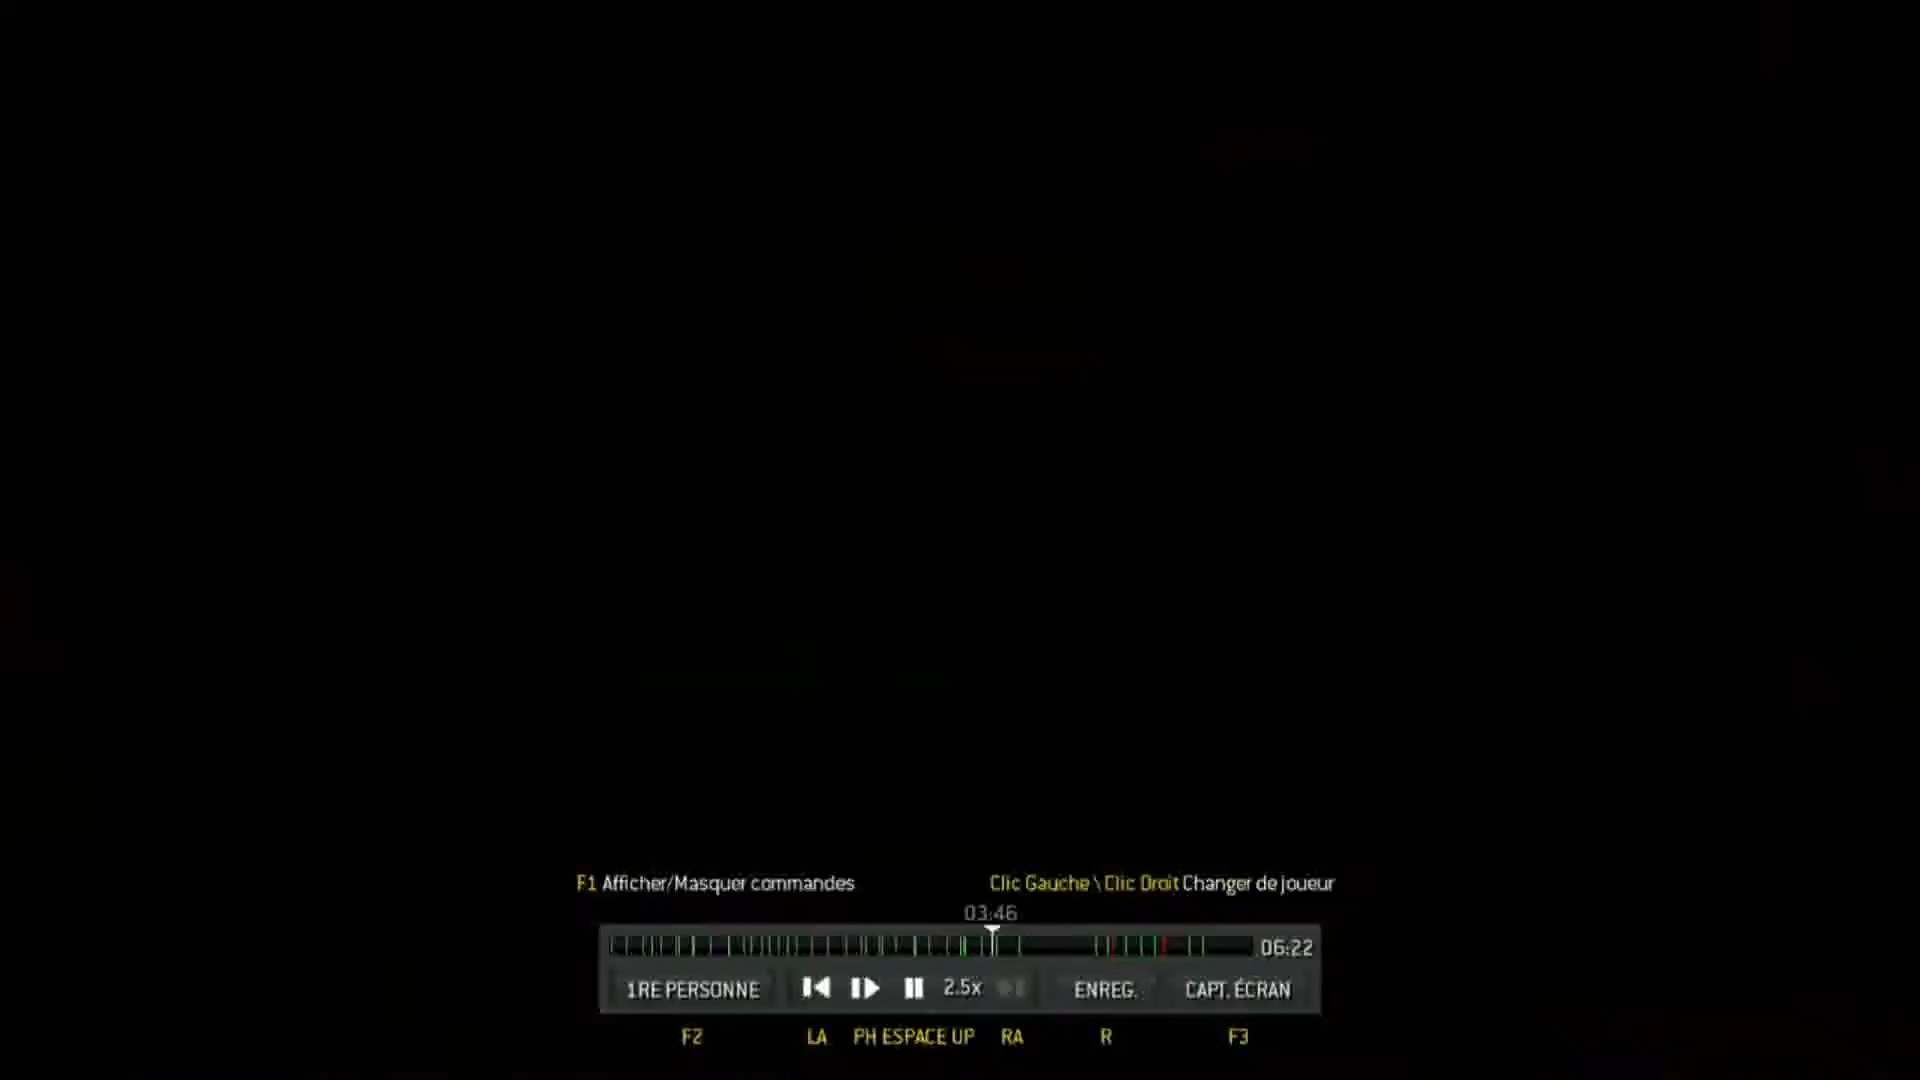 F1 Afficher/Masquer commandes
Clic Gauche \ Clic Droit Changer de joueur
03:46
06:22
1RE PERSONNE
2.5x
ENREG.
CAPT. ÉCRAN
F2
LA
PH ESPACE UP
RA
R
F3